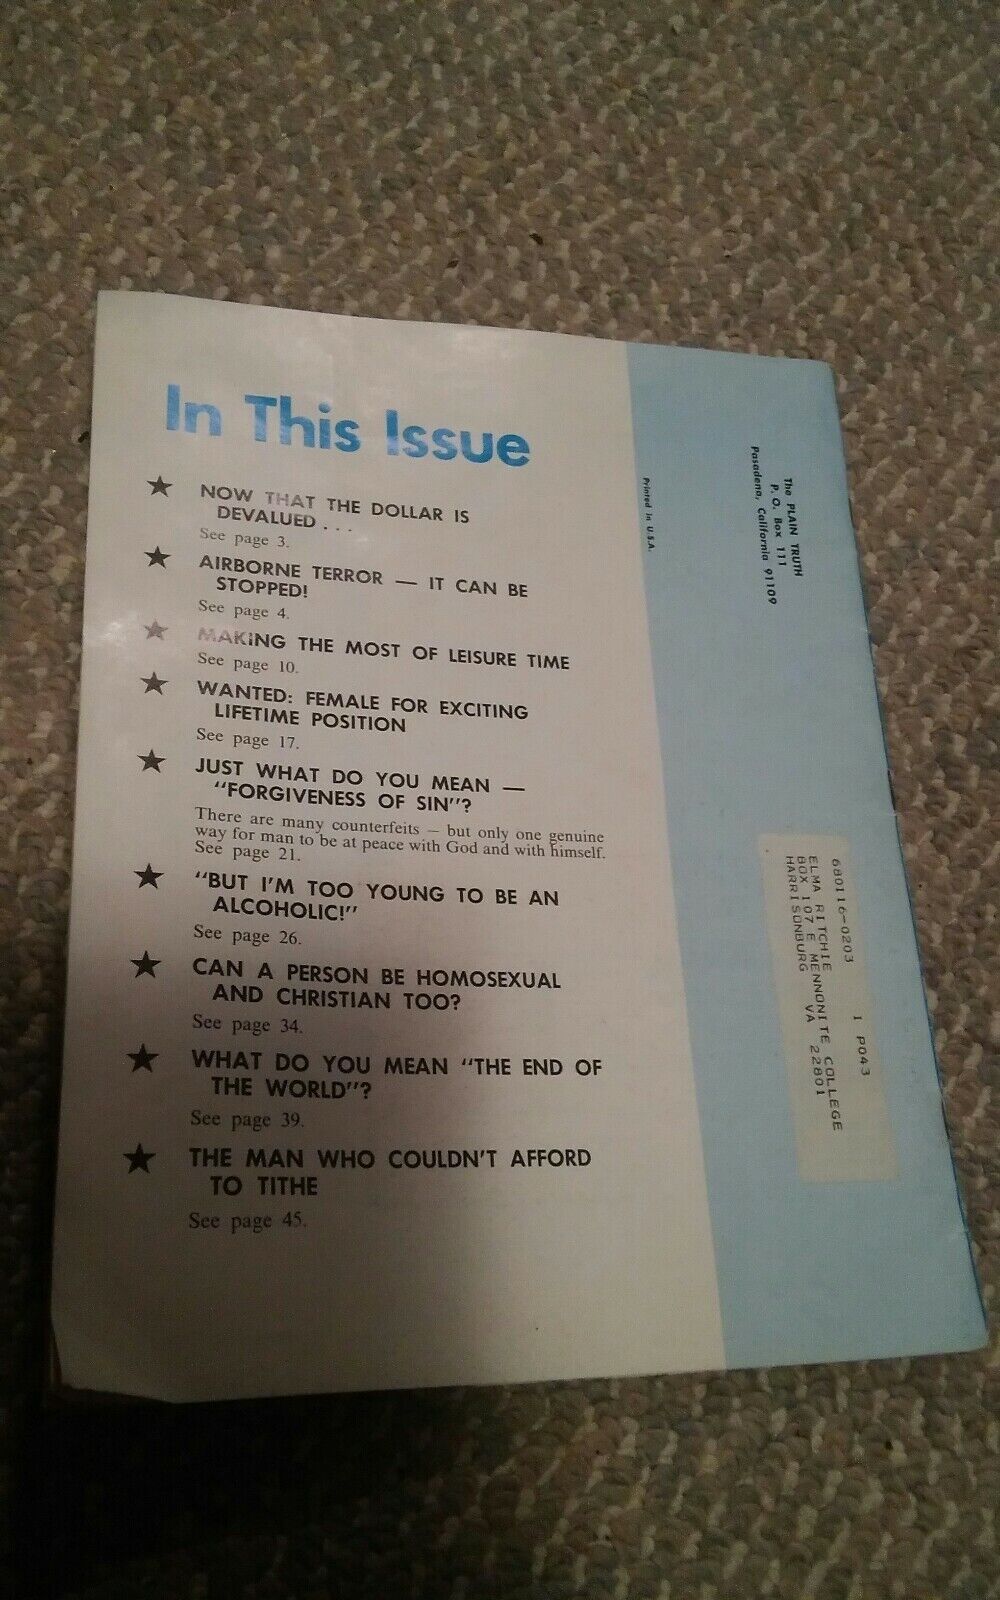 In This Issue
★ NOW THAT THE DOLLAR IS
DEVALUED . . .
See page 3.
★ AIRBORNE TERROR — IT CAN BE
STOPPED!
See page 4.
★ MAKING THE MOST OF LEISURE TIME
See page 10.
★ WANTED: FEMALE FOR EXCITING
LIFETIME POSITION
See page 17.
★ JUST WHAT DO YOU MEAN —
“FORGIVENESS OF SIN”?
There are many counterfeits – but only one genuine
way for man to be at peace with God and with himself.
See page 21.
★ “BUT I’M TOO YOUNG TO BE AN
ALCOHOLIC!”
See page 26.
★ CAN A PERSON BE HOMOSEXUAL
AND CHRISTIAN TOO?
See page 34.
★ WHAT DO YOU MEAN “THE END OF
THE WORLD”?
See page 39.
★ THE MAN WHO COULDN’T AFFORD
TO TITHE
See page 45.
Printed in U.S.A.
The PLAIN TRUTH
P. O. Box 111
Pasadena, California 91109
680116-0203 1 P043
ELMA RITCHIE
BOX 107 E MENNONITE COLLEGE
HARRISONBURG VA 22801